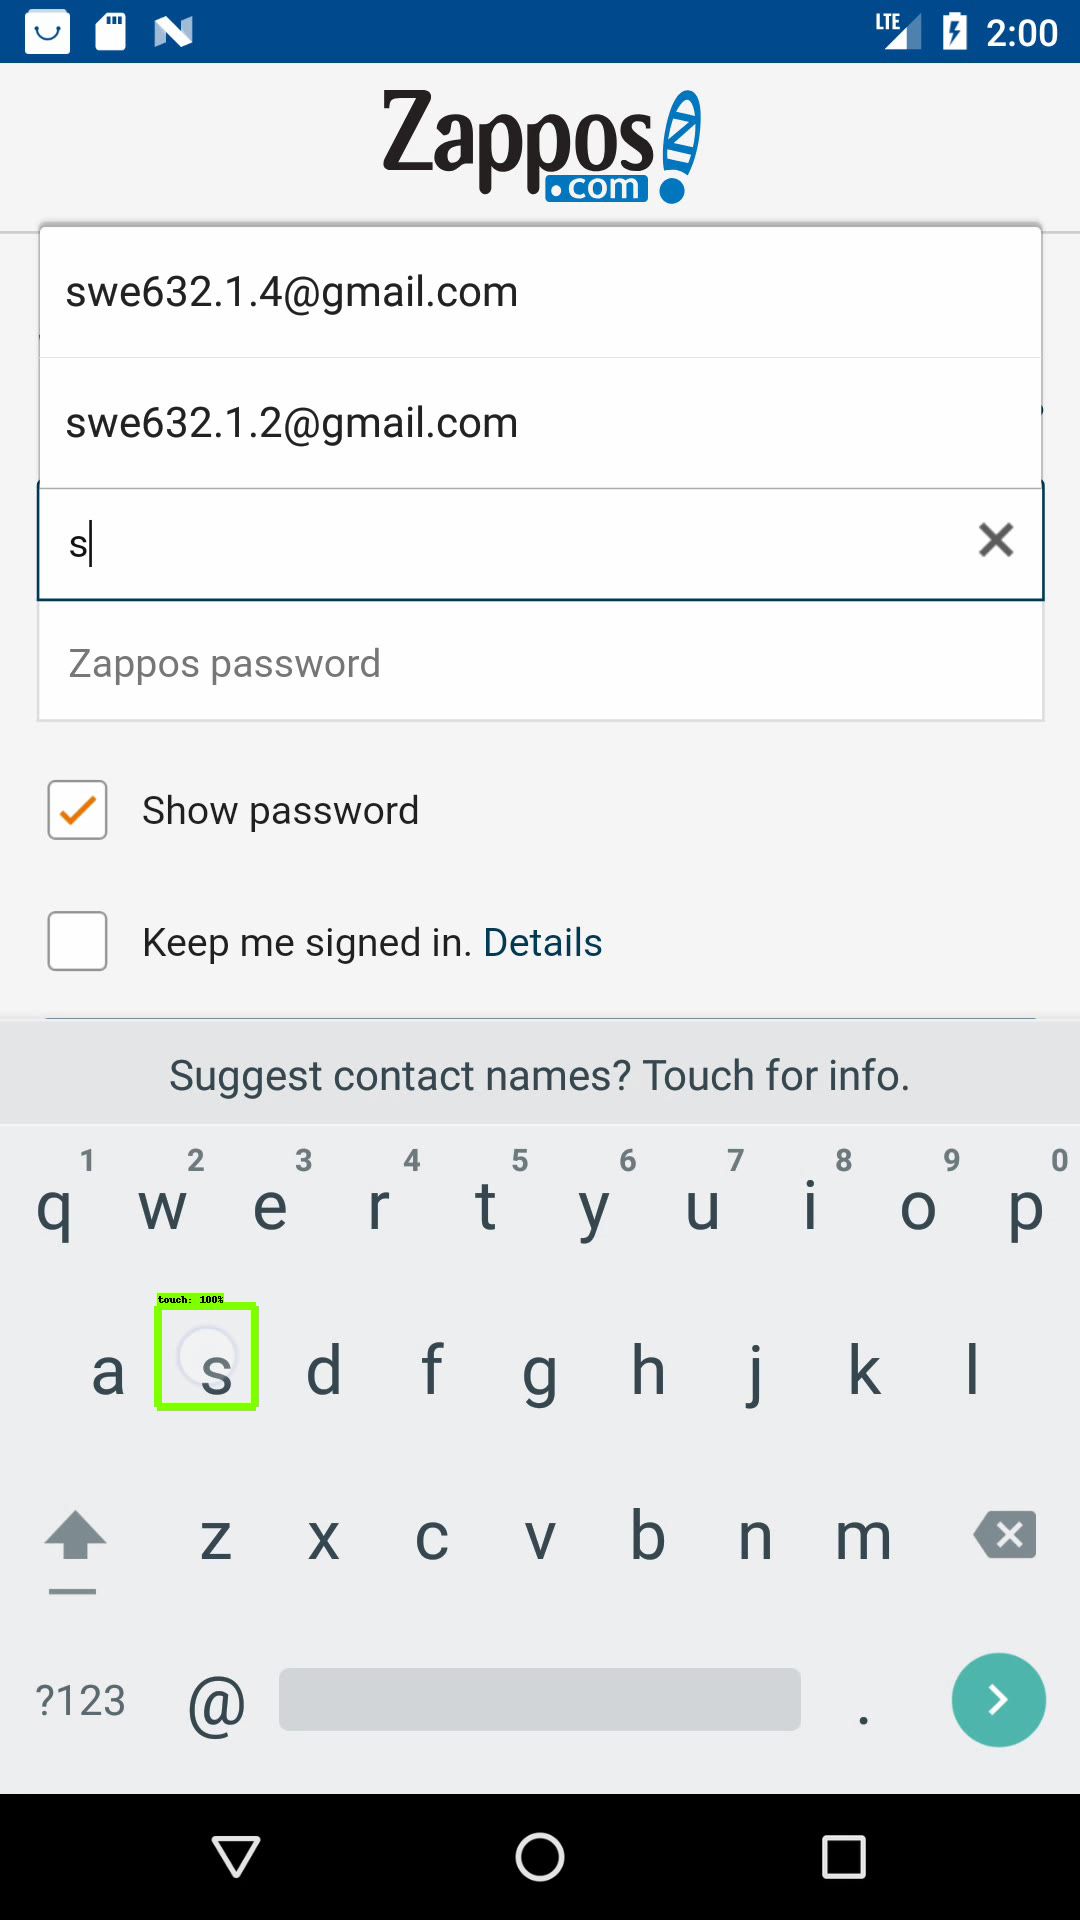 LTE 2:00
Zappos
.com
swe632.1.4@gmail.com
swe632.1.2@gmail.com
s
Zappos password
Show password
Keep me signed in. Details
Suggest contact names? Touch for info.
1 2 3 4 5 6 7 8 9 0
q w e r t y u i o p
touch: 100%
a s d f g h j k l
z x c v b n m
?123 @ .